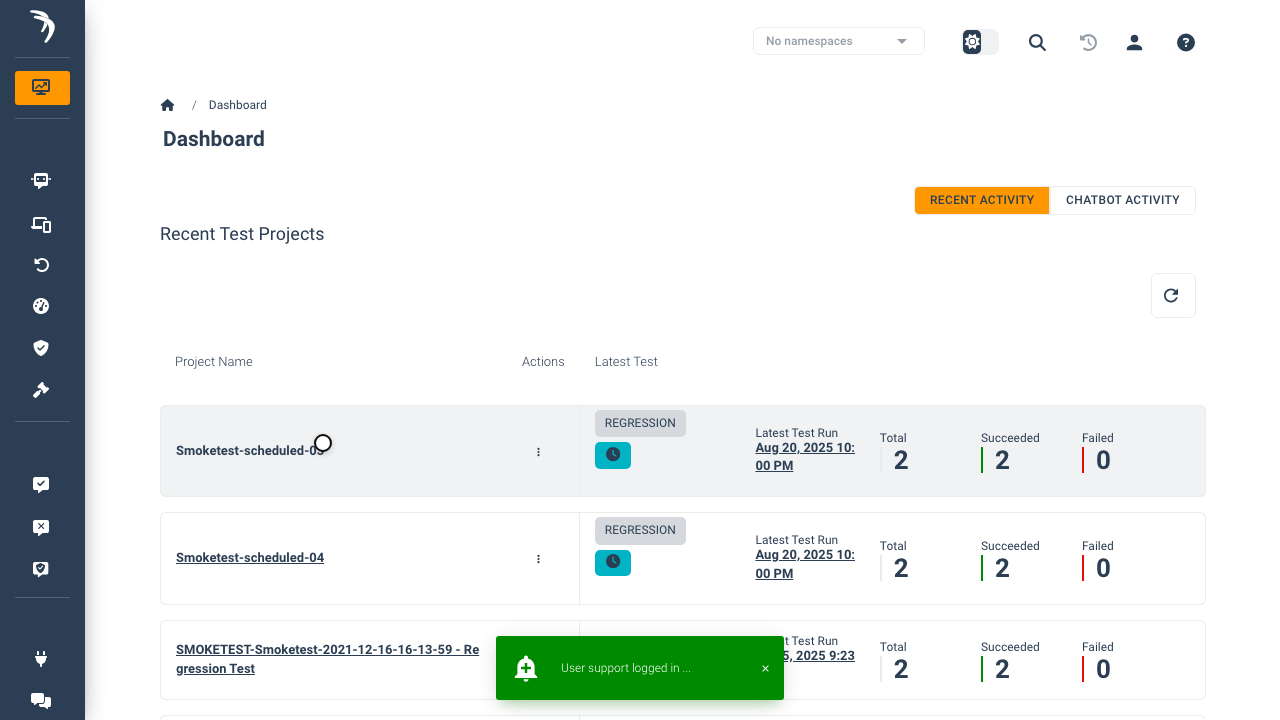 No namespaces
/ Dashboard
Dashboard
RECENT ACTIVITY
CHATBOT ACTIVITY
Recent Test Projects
Project Name
Actions
Latest Test
REGRESSION
Smoketest-scheduled-0
Latest Test Run
Aug 20, 2025 10:
00 PM
Total
2
Succeeded
2
Failed
0
REGRESSION
Smoketest-scheduled-04
Latest Test Run
Aug 20, 2025 10:
00 PM
Total
2
Succeeded
2
Failed
0
SMOKETEST-Smoketest-2021-12-16-16-13-59 - Re
gression Test
Test Run
5, 2025 9:23
Total
2
Succeeded
2
Failed
0
User support logged in ...
×